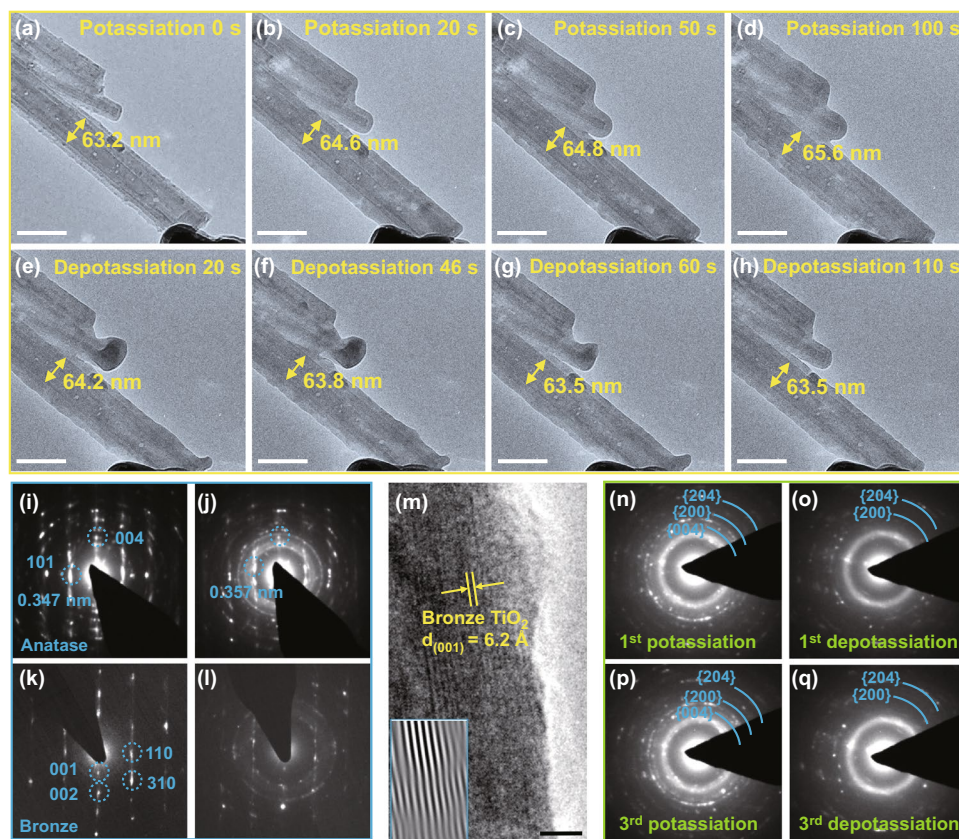 (a) Potassiation 0 s
63.2 nm
(b) Potassiation 20 s
64.6 nm
(c) Potassiation 50 s
64.8 nm
(d) Potassiation 100 s
65.6 nm
(e) Depotassiation 20 s
64.2 nm
(f) Depotassiation 46 s
63.8 nm
(g) Depotassiation 60 s
63.5 nm
(h) Depotassiation 110 s
63.5 nm
(i)
004
101
0.347 nm
Anatase
(j)
0.357 nm
(k)
001
002
110
310
Bronze
(l)
(m)
Bronze TiO₂
d₍₀₀₁₎ = 6.2 Å
(n)
{204}
{200}
{004}
1ˢᵗ potassiation
(o)
{204}
{200}
1ˢᵗ depotassiation
(p)
{204}
{200}
{004}
3ʳᵈ potassiation
(q)
{204}
{200}
3ʳᵈ depotassiation